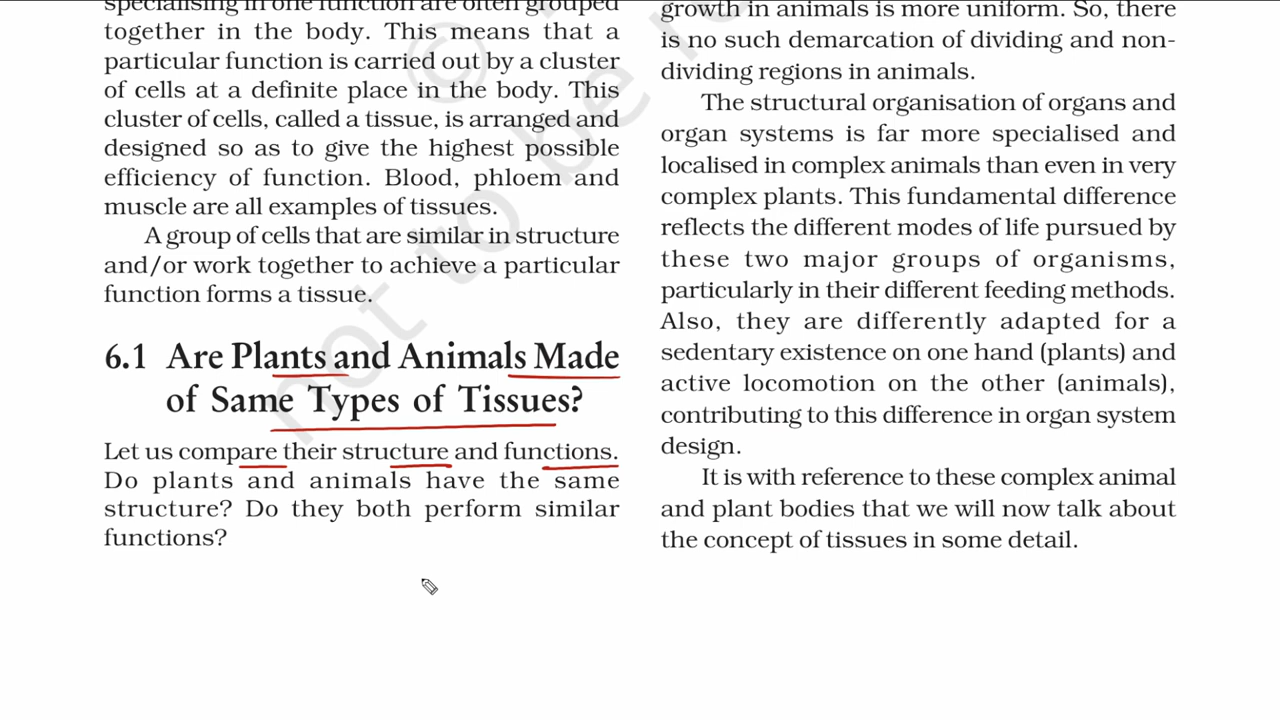 specialising in one function are often grouped
together in the body. This means that a
particular function is carried out by a cluster
of cells at a definite place in the body. This
cluster of cells, called a tissue, is arranged and
designed so as to give the highest possible
efficiency of function. Blood, phloem and
muscle are all examples of tissues.
A group of cells that are similar in structure
and/or work together to achieve a particular
function forms a tissue.
6.1 Are Plants and Animals Made
of Same Types of Tissues?
Let us compare their structure and functions.
Do plants and animals have the same
structure? Do they both perform similar
functions?
growth in animals is more uniform. So, there
is no such demarcation of dividing and non-
dividing regions in animals.
The structural organisation of organs and
organ systems is far more specialised and
localised in complex animals than even in very
complex plants. This fundamental difference
reflects the different modes of life pursued by
these two major groups of organisms,
particularly in their different feeding methods.
Also, they are differently adapted for a
sedentary existence on one hand (plants) and
active locomotion on the other (animals),
contributing to this difference in organ system
design.
It is with reference to these complex animal
and plant bodies that we will now talk about
the concept of tissues in some detail.
©
not to be r